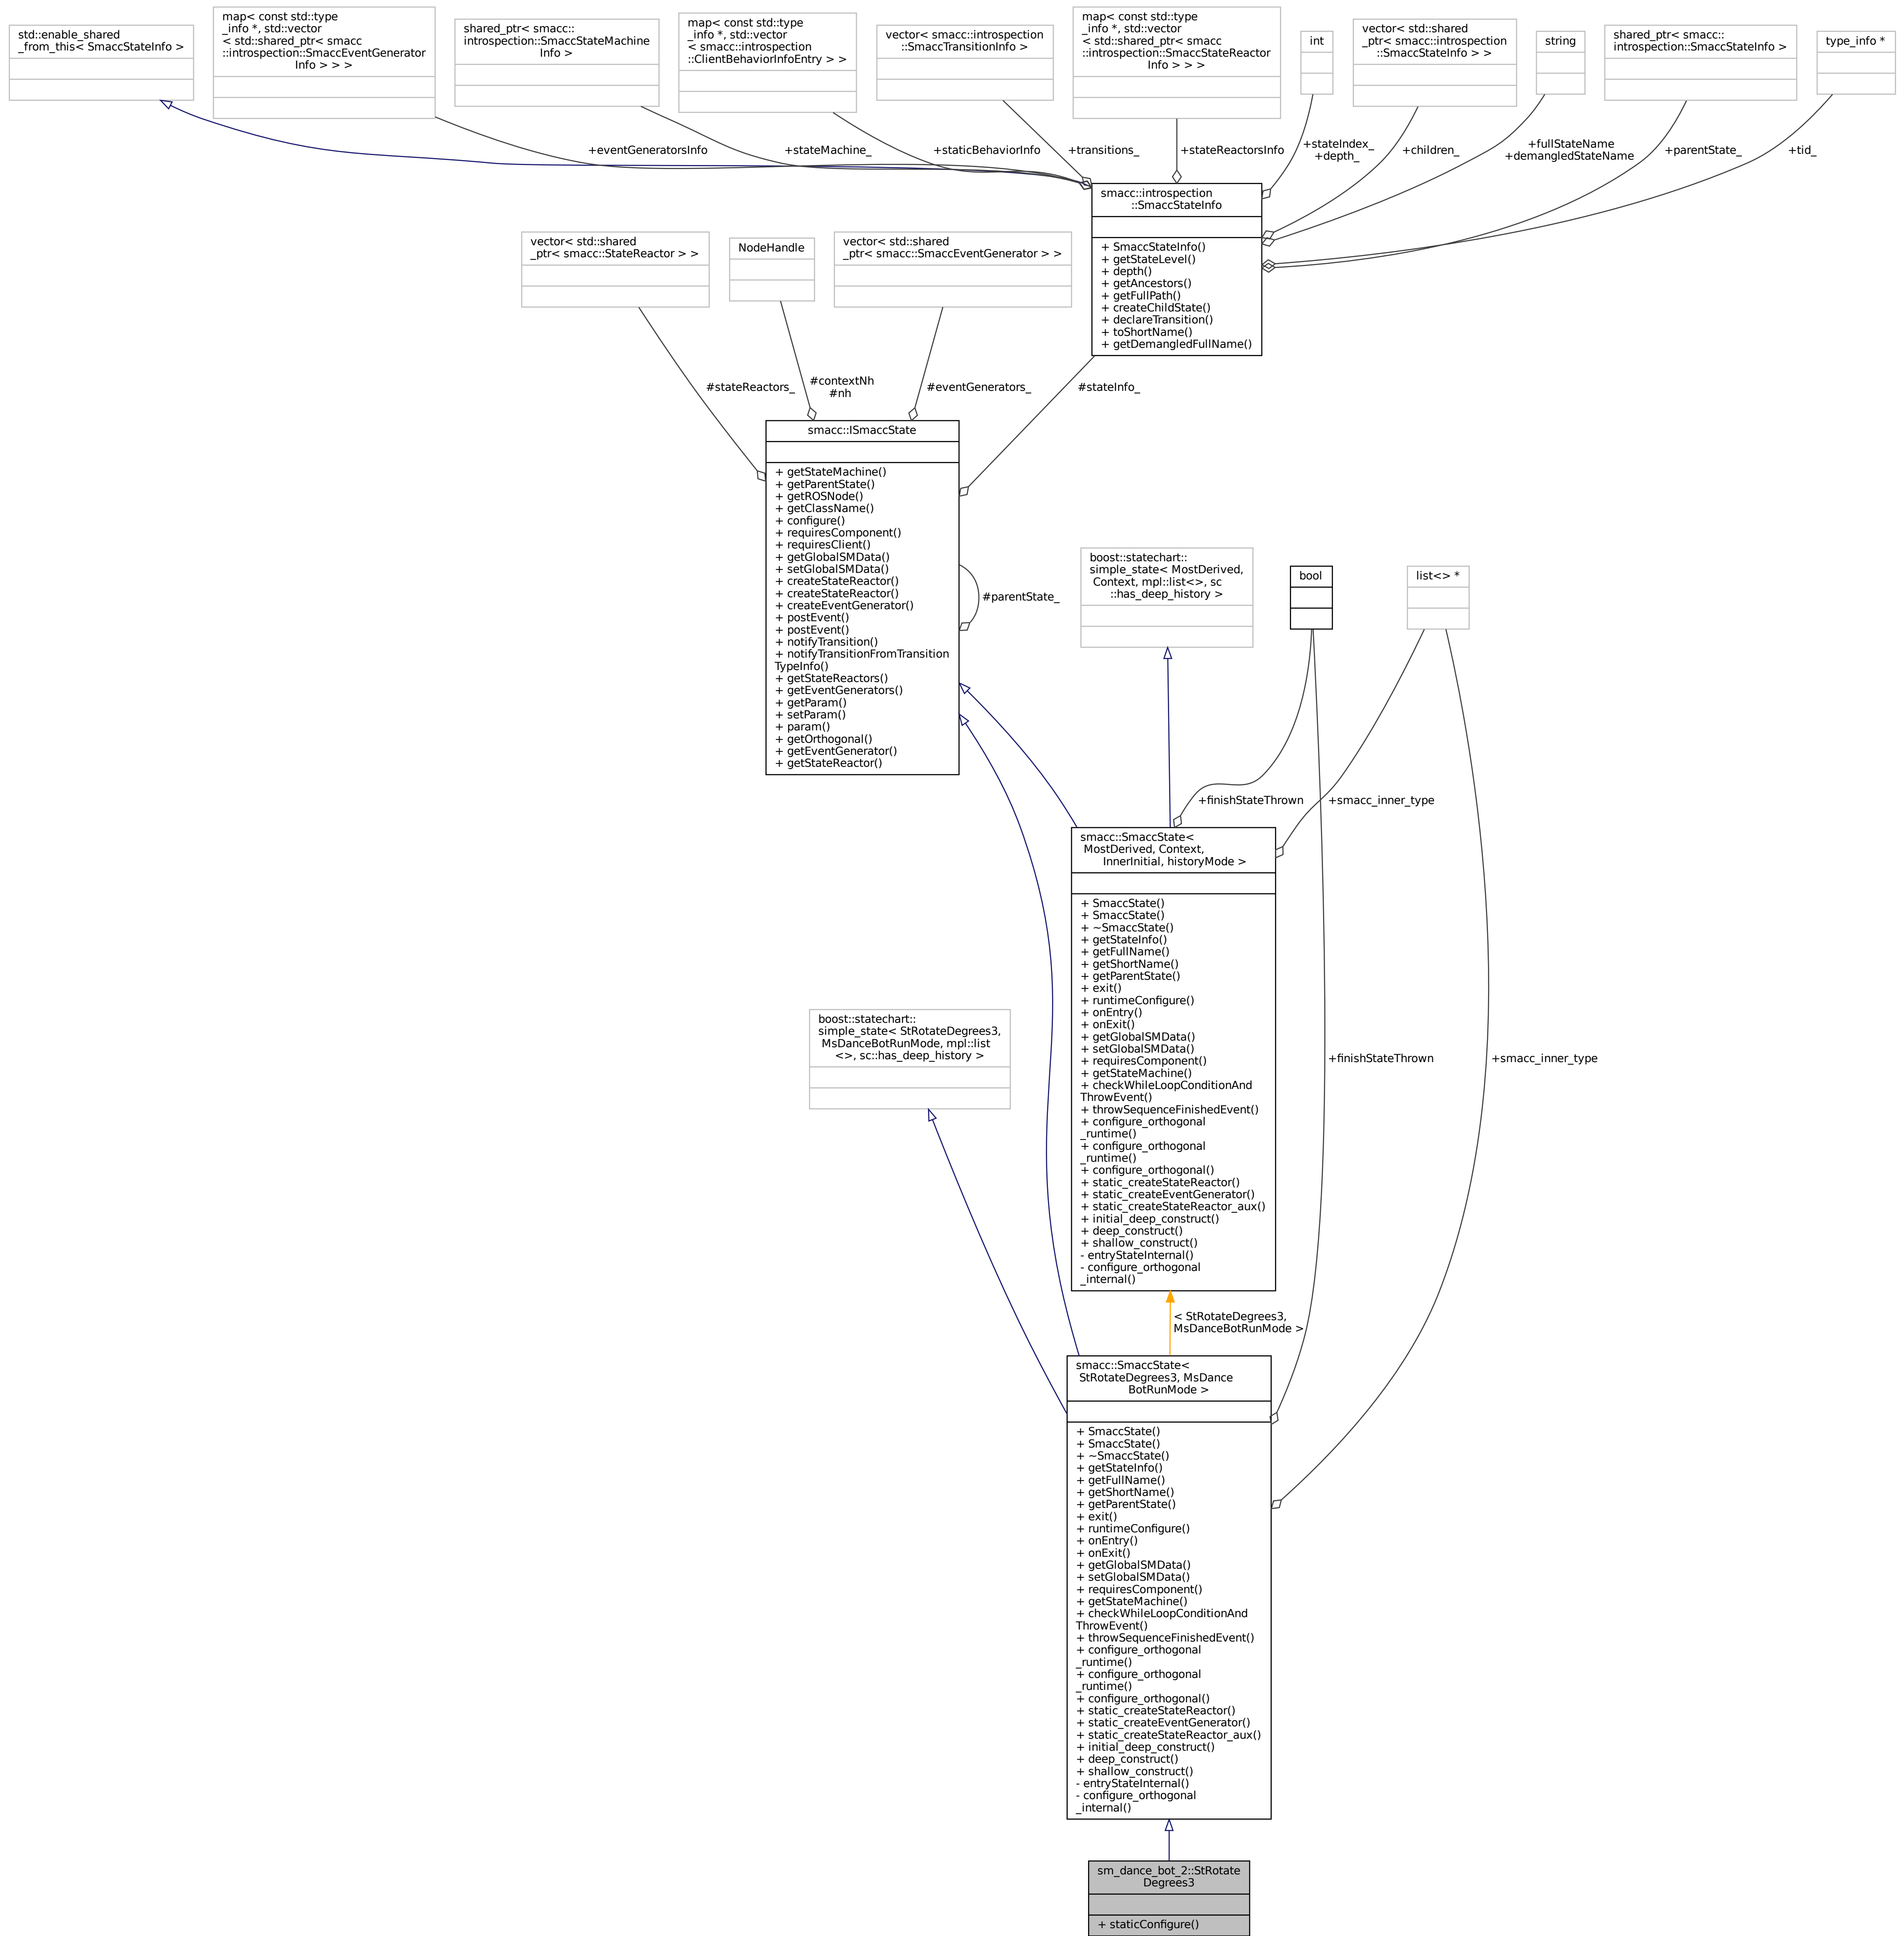 std::enable_shared
_from_this< SmaccStateInfo >
map< const std::type
_info *, std::vector
< std::shared_ptr< smacc
::introspection::SmaccEventGenerator
Info > > >
shared_ptr< smacc::
introspection::SmaccStateMachine
Info >
map< const std::type
_info *, std::vector
< smacc::introspection
::ClientBehaviorInfoEntry > >
vector< smacc::introspection
::SmaccTransitionInfo >
map< const std::type
_info *, std::vector
< std::shared_ptr< smacc
::introspection::SmaccStateReactor
Info > > >
int
vector< std::shared
_ptr< smacc::introspection
::SmaccStateInfo > >
string
shared_ptr< smacc::
introspection::SmaccStateInfo >
type_info *
+eventGeneratorsInfo
+stateMachine_
+staticBehaviorInfo
+transitions_
+stateReactorsInfo
+stateIndex_
+depth_
+children_
+fullStateName
+demangledStateName
+parentState_
+tid_
smacc::introspection
::SmaccStateInfo
+ SmaccStateInfo()
+ getStateLevel()
+ depth()
+ getAncestors()
+ getFullPath()
+ createChildState()
+ declareTransition()
+ toShortName()
+ getDemangledFullName()
vector< std::shared
_ptr< smacc::StateReactor > >
NodeHandle
vector< std::shared
_ptr< smacc::SmaccEventGenerator > >
#stateReactors_
#contextNh
#nh
#eventGenerators_
#stateInfo_
smacc::ISmaccState
+ getStateMachine()
+ getParentState()
+ getROSNode()
+ getClassName()
+ configure()
+ requiresComponent()
+ requiresClient()
+ getGlobalSMData()
+ setGlobalSMData()
+ createStateReactor()
+ createStateReactor()
+ createEventGenerator()
+ postEvent()
+ postEvent()
+ notifyTransition()
+ notifyTransitionFromTransition
TypeInfo()
+ getStateReactors()
+ getEventGenerators()
+ getParam()
+ setParam()
+ param()
+ getOrthogonal()
+ getEventGenerator()
+ getStateReactor()
#parentState_
boost::statechart::
simple_state< MostDerived,
Context, mpl::list<>, sc
::has_deep_history >
bool
list<> *
+finishStateThrown
+smacc_inner_type
smacc::SmaccState<
MostDerived, Context,
InnerInitial, historyMode >
+ SmaccState()
+ SmaccState()
+ ~SmaccState()
+ getStateInfo()
+ getFullName()
+ getShortName()
+ getParentState()
+ exit()
+ runtimeConfigure()
+ onEntry()
+ onExit()
+ getGlobalSMData()
+ setGlobalSMData()
+ requiresComponent()
+ getStateMachine()
+ checkWhileLoopConditionAnd
ThrowEvent()
+ throwSequenceFinishedEvent()
+ configure_orthogonal
_runtime()
+ configure_orthogonal
_runtime()
+ configure_orthogonal()
+ static_createStateReactor()
+ static_createEventGenerator()
+ static_createStateReactor_aux()
+ initial_deep_construct()
+ deep_construct()
+ shallow_construct()
- entryStateInternal()
- configure_orthogonal
_internal()
boost::statechart::
simple_state< StRotateDegrees3,
MsDanceBotRunMode, mpl::list
<>, sc::has_deep_history >
+finishStateThrown
+smacc_inner_type
< StRotateDegrees3,
MsDanceBotRunMode >
smacc::SmaccState<
StRotateDegrees3, MsDance
BotRunMode >
+ SmaccState()
+ SmaccState()
+ ~SmaccState()
+ getStateInfo()
+ getFullName()
+ getShortName()
+ getParentState()
+ exit()
+ runtimeConfigure()
+ onEntry()
+ onExit()
+ getGlobalSMData()
+ setGlobalSMData()
+ requiresComponent()
+ getStateMachine()
+ checkWhileLoopConditionAnd
ThrowEvent()
+ throwSequenceFinishedEvent()
+ configure_orthogonal
_runtime()
+ configure_orthogonal
_runtime()
+ configure_orthogonal()
+ static_createStateReactor()
+ static_createEventGenerator()
+ static_createStateReactor_aux()
+ initial_deep_construct()
+ deep_construct()
+ shallow_construct()
- entryStateInternal()
- configure_orthogonal
_internal()
sm_dance_bot_2::StRotate
Degrees3
+ staticConfigure()